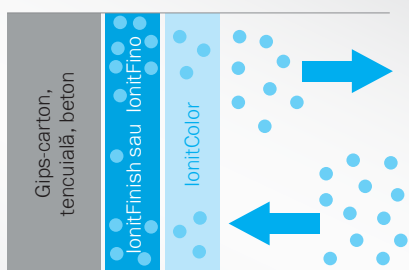 Gips-carton,
tencuială, beton
IonitFinish sau IonitFino
IonitColor